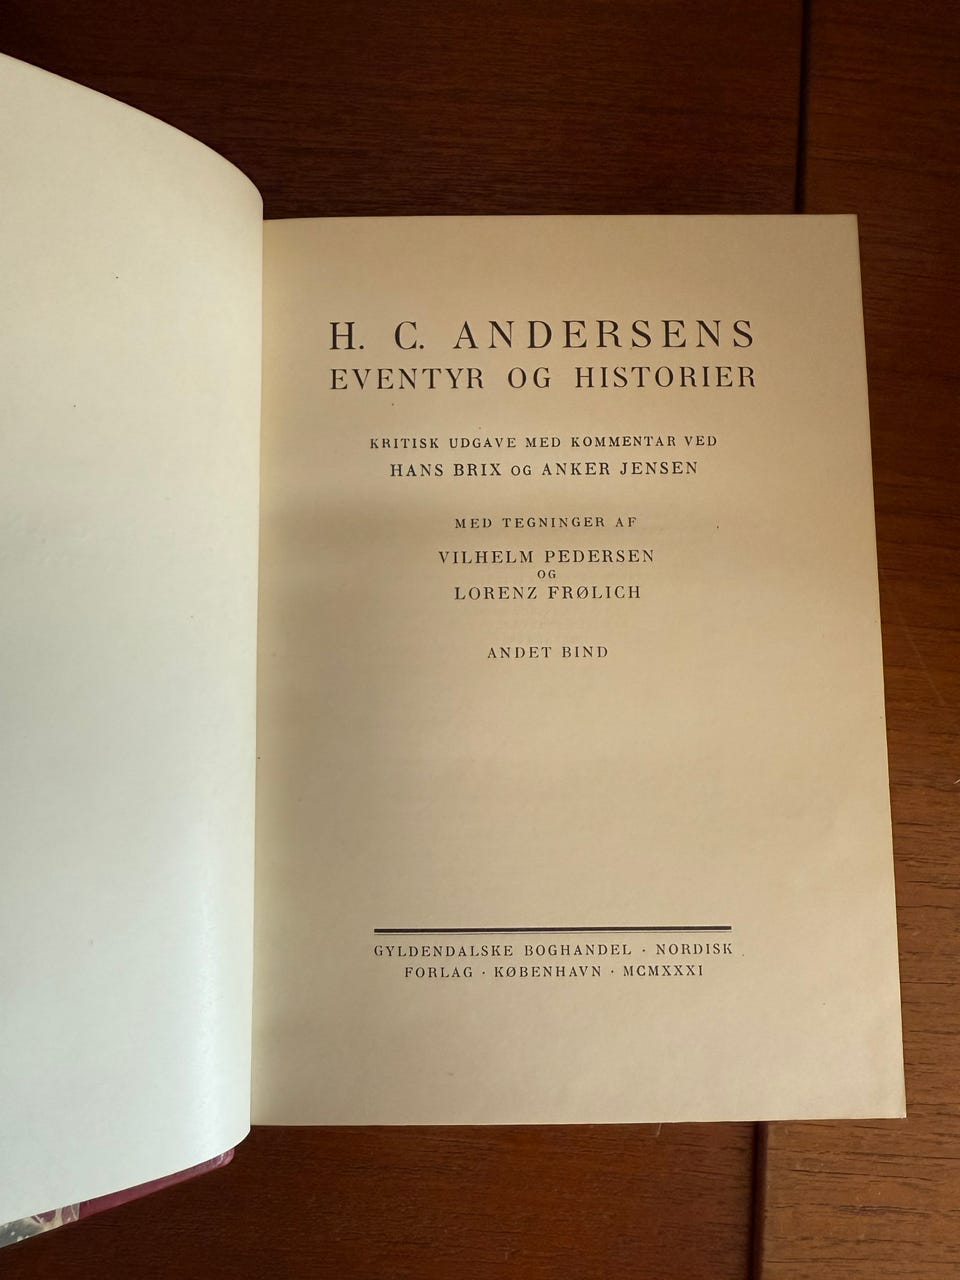 H. C. ANDERSENS
EVENTYR OG HISTORIER
KRITISK UDGAVE MED KOMMENTAR VED
HANS BRIX OG ANKER JENSEN
MED TEGNINGER AF
VILHELM PEDERSEN
OG
LORENZ FRØLICH
ANDET BIND
GYLDENDALSKE BOGHANDEL · NORDISK
FORLAG · KØBENHAVN · MCMXXXI